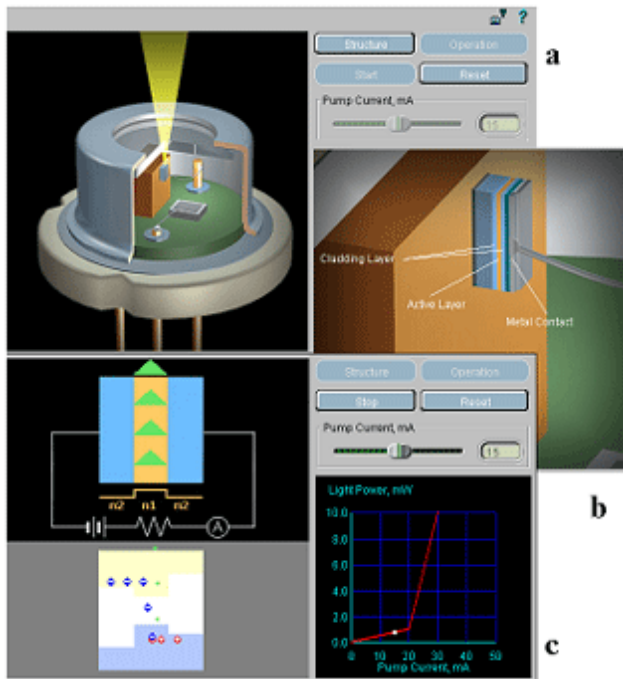 ?
Structure
Operation
a
Start
Reset
Pump Current, mA
15
Cludding Layer
Active Layer
Metal Contact
b
Structure
Operation
Stop
Reset
Pump Current, mA
15
n2 n1 n2
A
Light Power, mW
10.0
8.0
6.0
4.0
2.0
0.0
0 10 20 30 40 50
Pump Current, mA
c